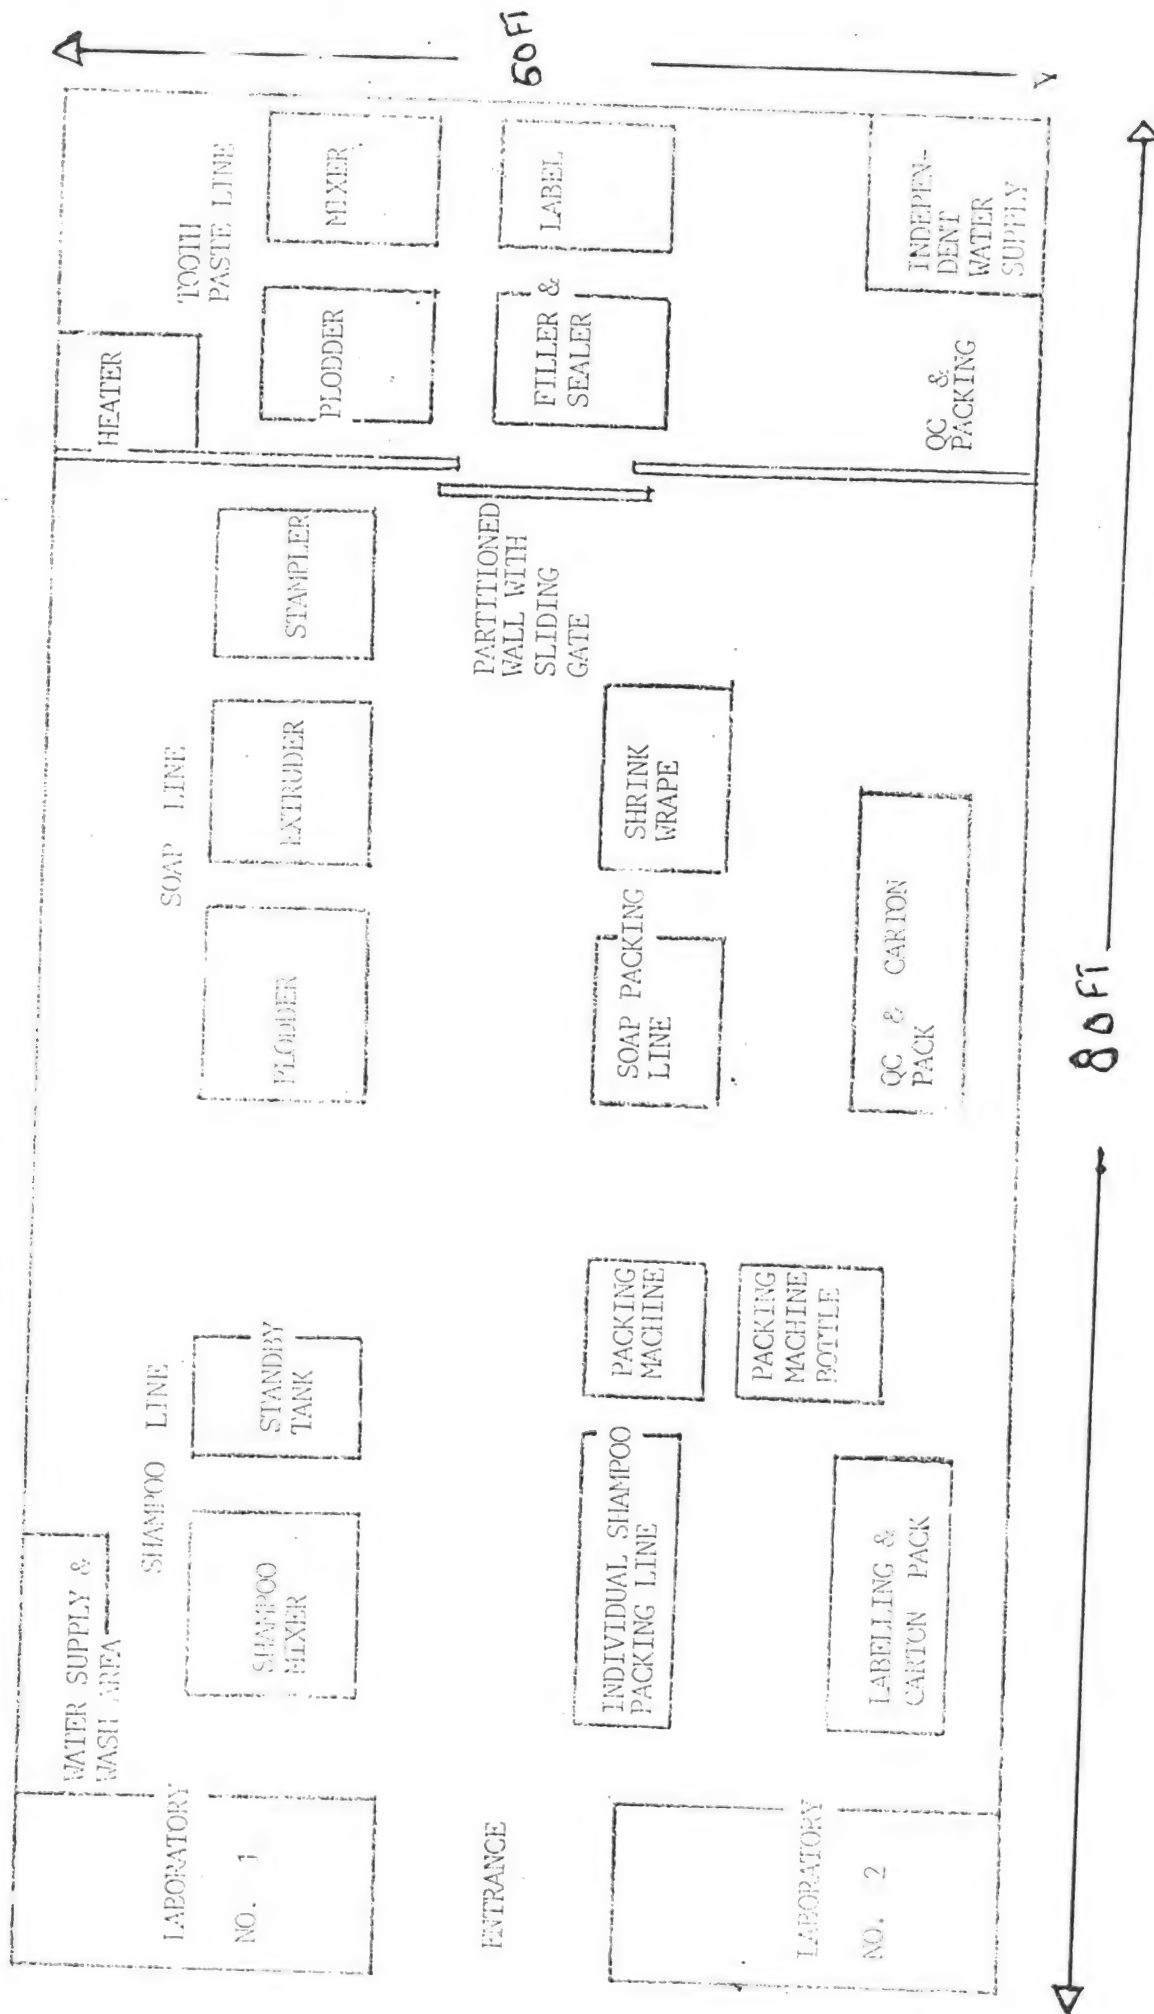 WATER SUPPLY &
WASH AREA
HEATER
TOOTH
PASTE LINE
SHAMPOO LINE
SOAP LINE
LABORATORY
NO. 1
SHAMPOO
MIXER
STANDBY
TANK
PLODDER
EXTRUDER
STAMPLER
PLODDER
MIXER
60 FT
ENTRANCE
PARTITIONED
WALL WITH
SLIDING
GATE
FILLER &
SEALER
LABEL
INDIVIDUAL SHAMPOO
PACKING LINE
PACKING
MACHINE
SOAP PACKING
LINE
SHRINK
WRAPE
PACKING
MACHINE
BOTTLE
LABORATORY
NO. 2
LABELLING &
CARTON PACK
QC & CARTON
PACK
QC &
PACKING
INDEPEN-
DENT
WATER
SUPPLY
80 FT